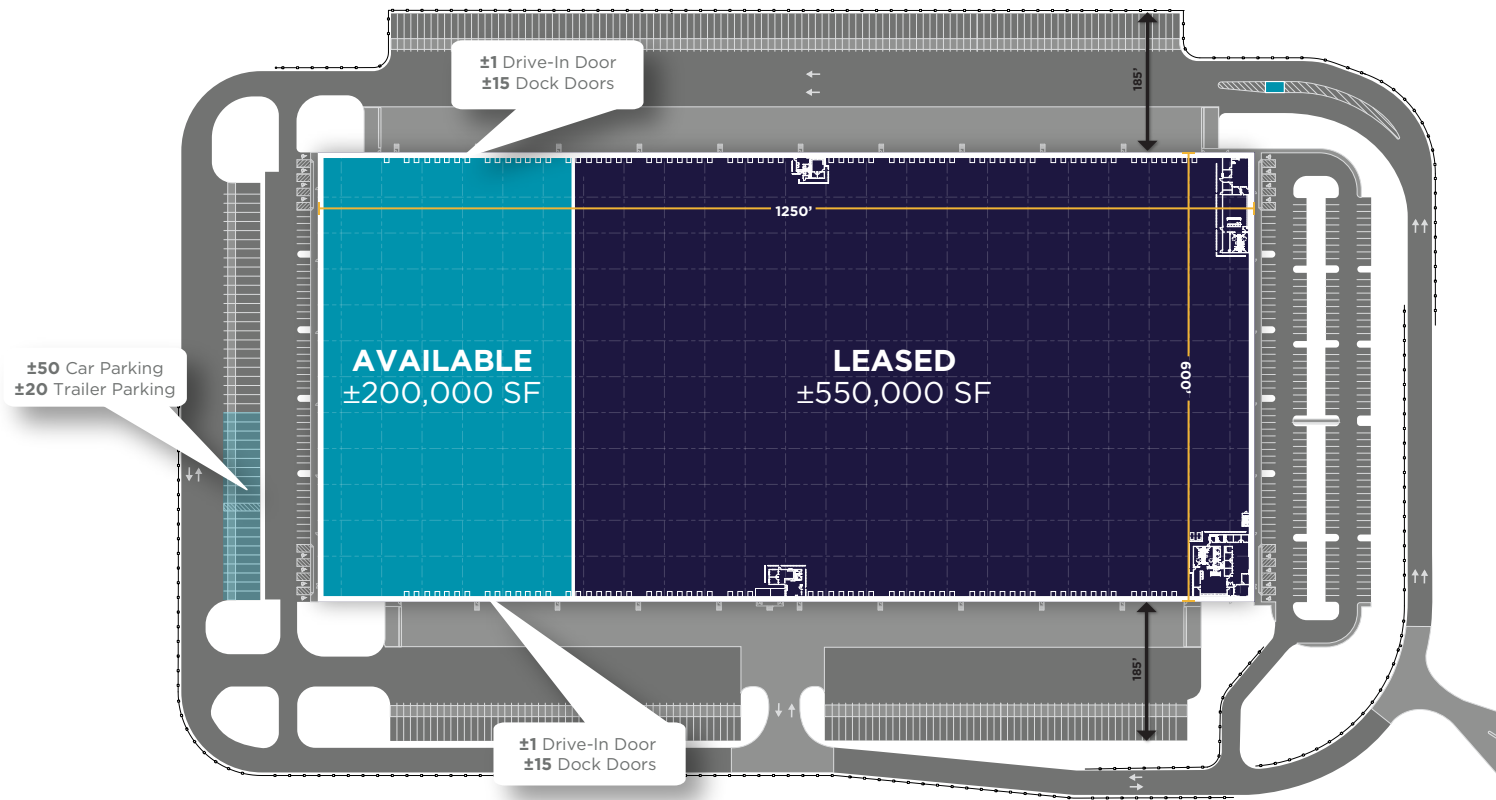 ±1 Drive-In Door
±15 Dock Doors
185'
1250'
AVAILABLE
±200,000 SF
LEASED
±550,000 SF
600'
±50 Car Parking
±20 Trailer Parking
185'
±1 Drive-In Door
±15 Dock Doors